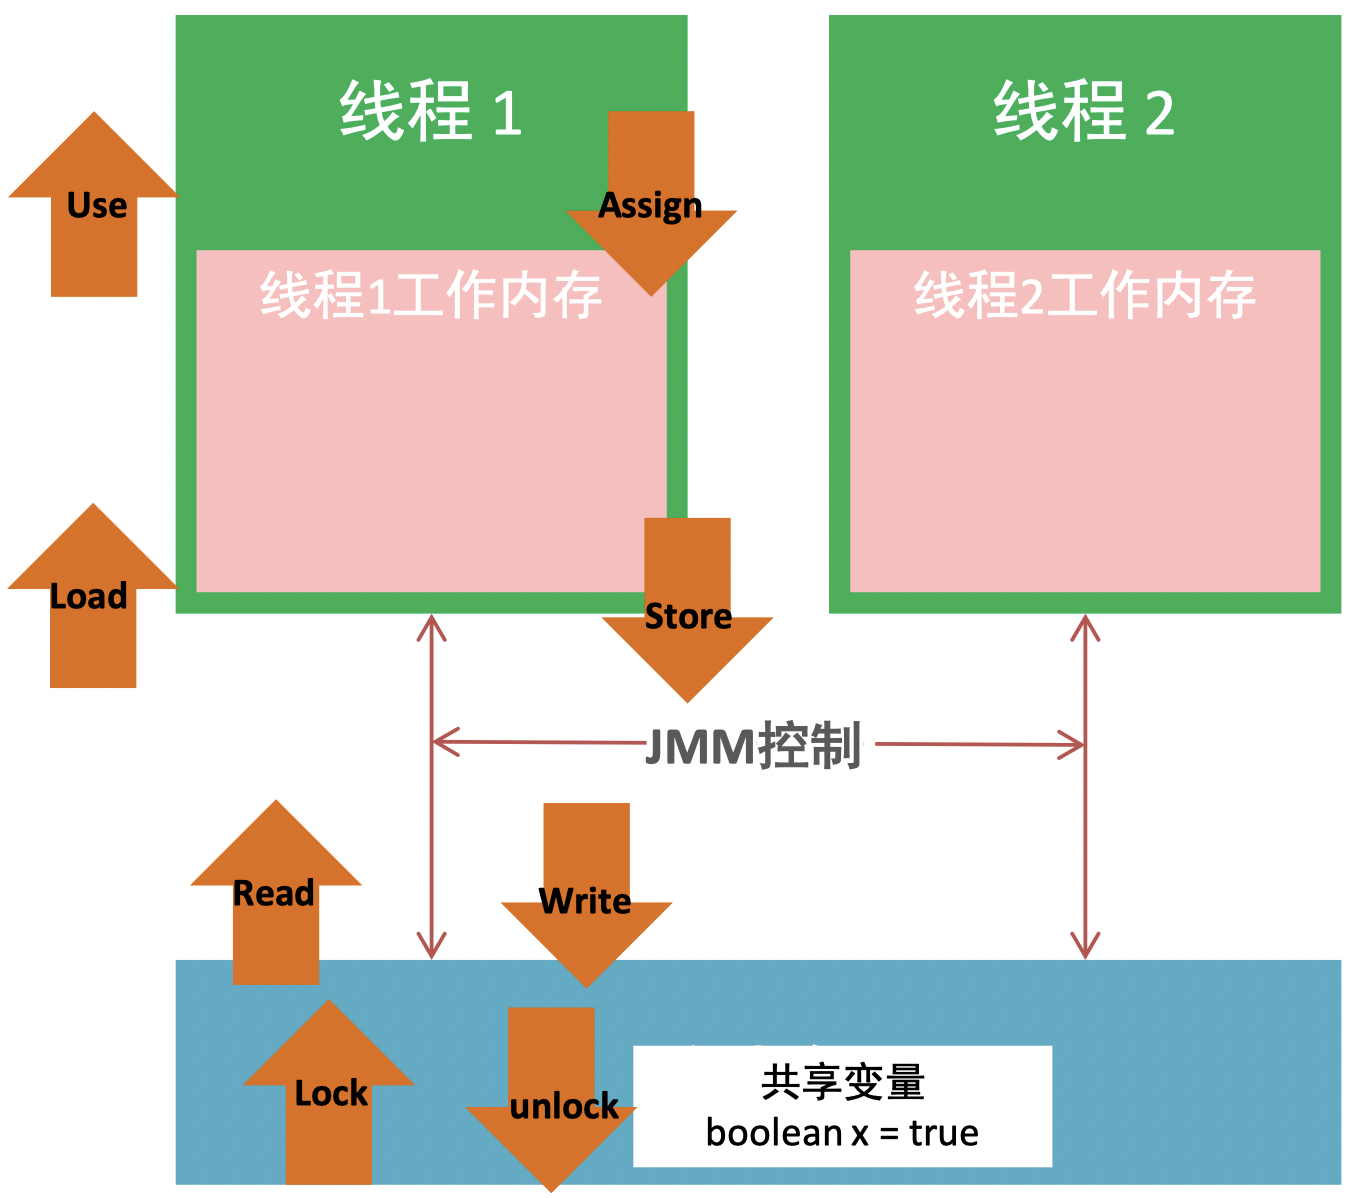 线程 1
线程 2
Use
Assign
线程1工作内存
线程2工作内存
Load
Store
JMM控制
Read
Write
Lock
unlock
共享变量
boolean x = true